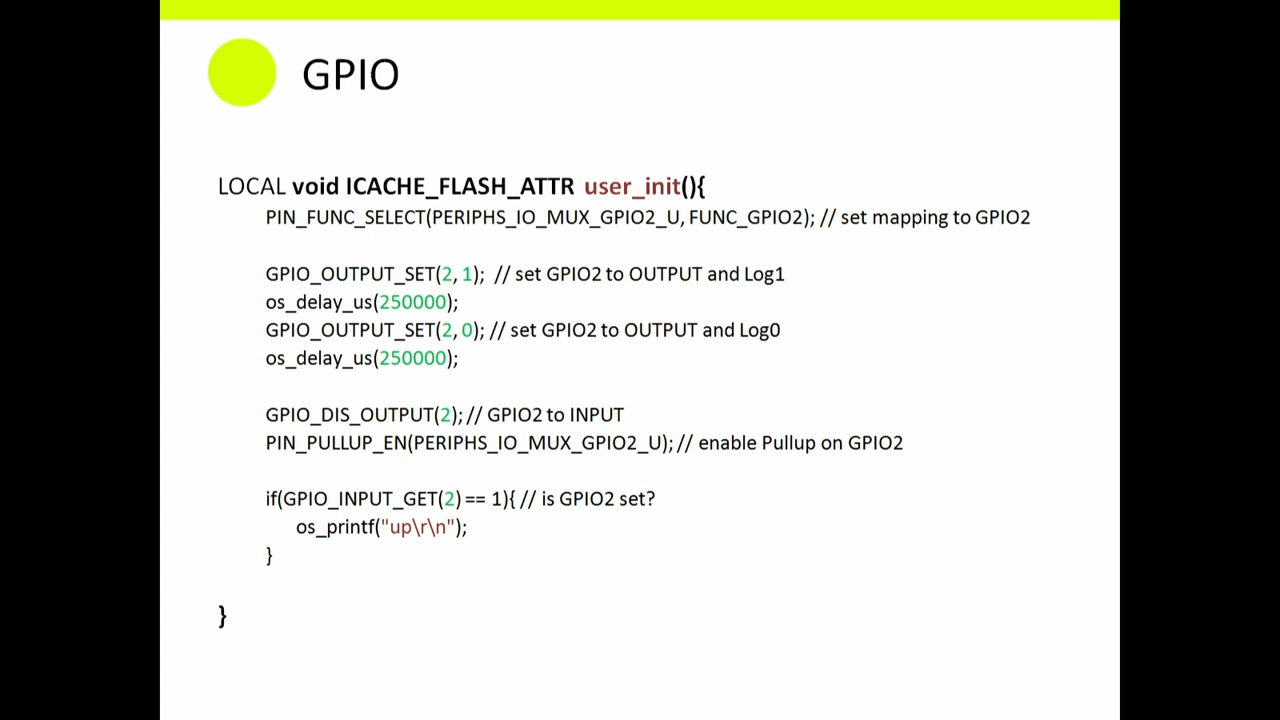 GPIO
LOCAL void ICACHE_FLASH_ATTR user_init(){
PIN_FUNC_SELECT(PERIPHS_IO_MUX_GPIO2_U, FUNC_GPIO2); // set mapping to GPIO2
GPIO_OUTPUT_SET(2, 1); // set GPIO2 to OUTPUT and Log1
os_delay_us(250000);
GPIO_OUTPUT_SET(2, 0); // set GPIO2 to OUTPUT and Log0
os_delay_us(250000);
GPIO_DIS_OUTPUT(2); // GPIO2 to INPUT
PIN_PULLUP_EN(PERIPHS_IO_MUX_GPIO2_U); // enable Pullup on GPIO2
if(GPIO_INPUT_GET(2) == 1){ // is GPIO2 set?
os_printf("up\r\n");
}
}